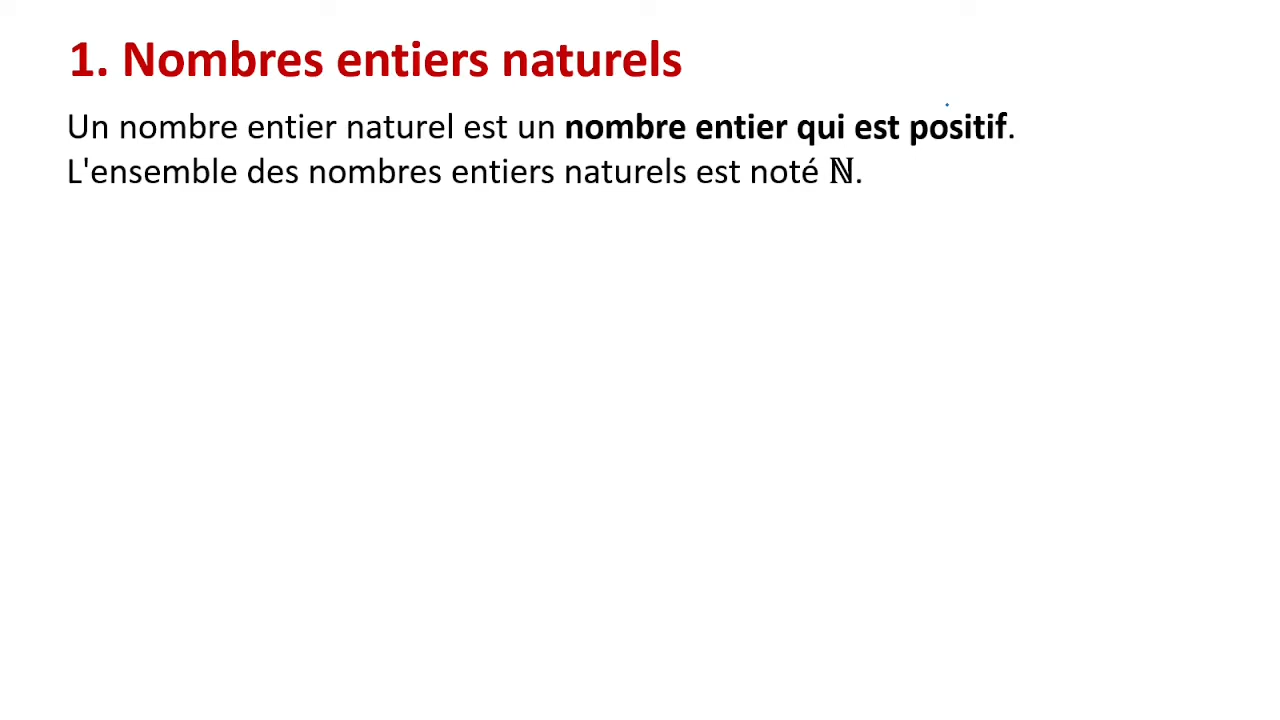 1. Nombres entiers naturels
Un nombre entier naturel est un nombre entier qui est positif.
L'ensemble des nombres entiers naturels est noté ℕ.